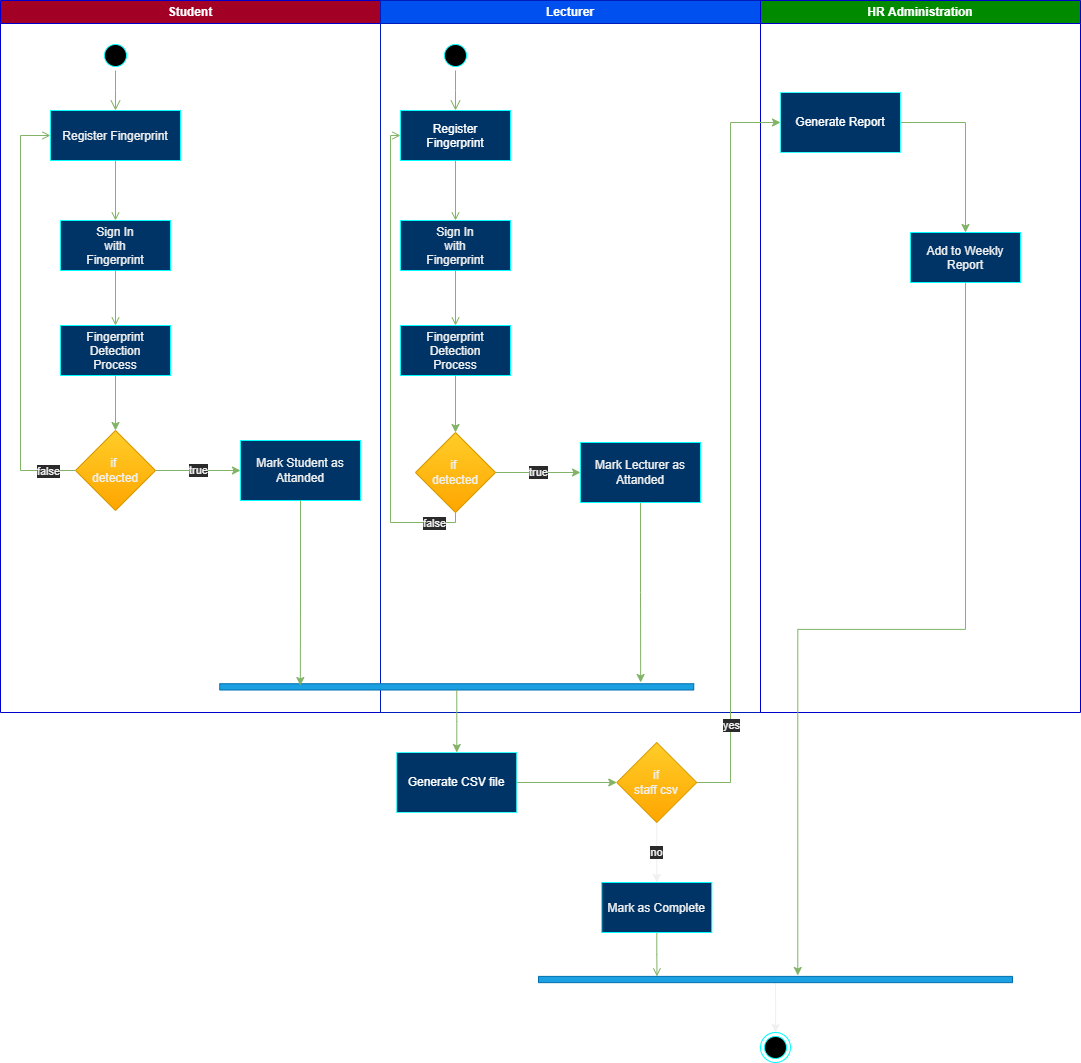 Student
Lecturer
HR Administration
Register Fingerprint
Sign In
with
Fingerprint
Fingerprint
Detection
Process
if
detected
false
true
Mark Student as
Attanded
Register
Fingerprint
Sign In
with
Fingerprint
Fingerprint
Detection
Process
if
detected
false
true
Mark Lecturer as
Attanded
Generate Report
Add to Weekly
Report
Generate CSV file
if
staff csv
yes
no
Mark as Complete